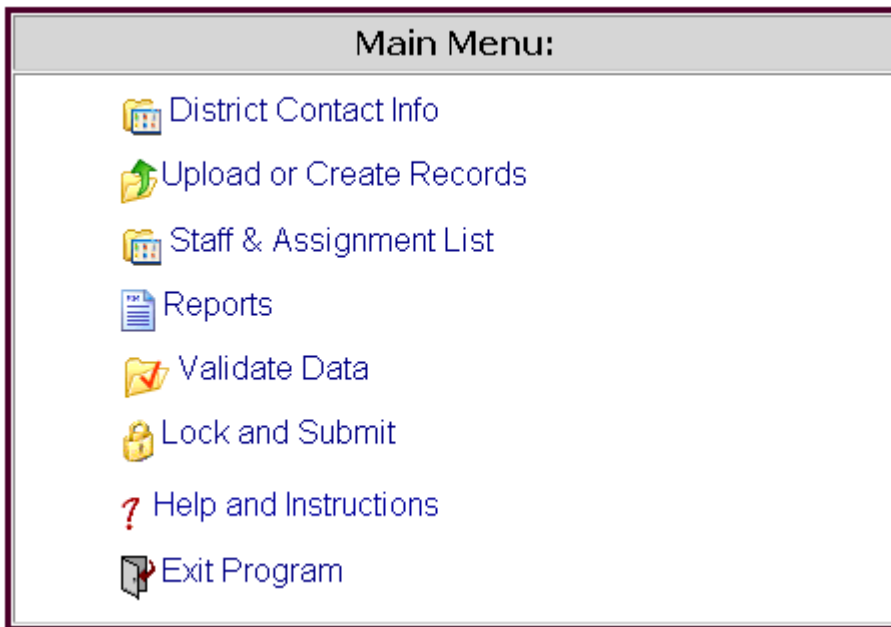 Main Menu:
District Contact Info
Upload or Create Records
Staff & Assignment List
Reports
Validate Data
Lock and Submit
Help and Instructions
Exit Program